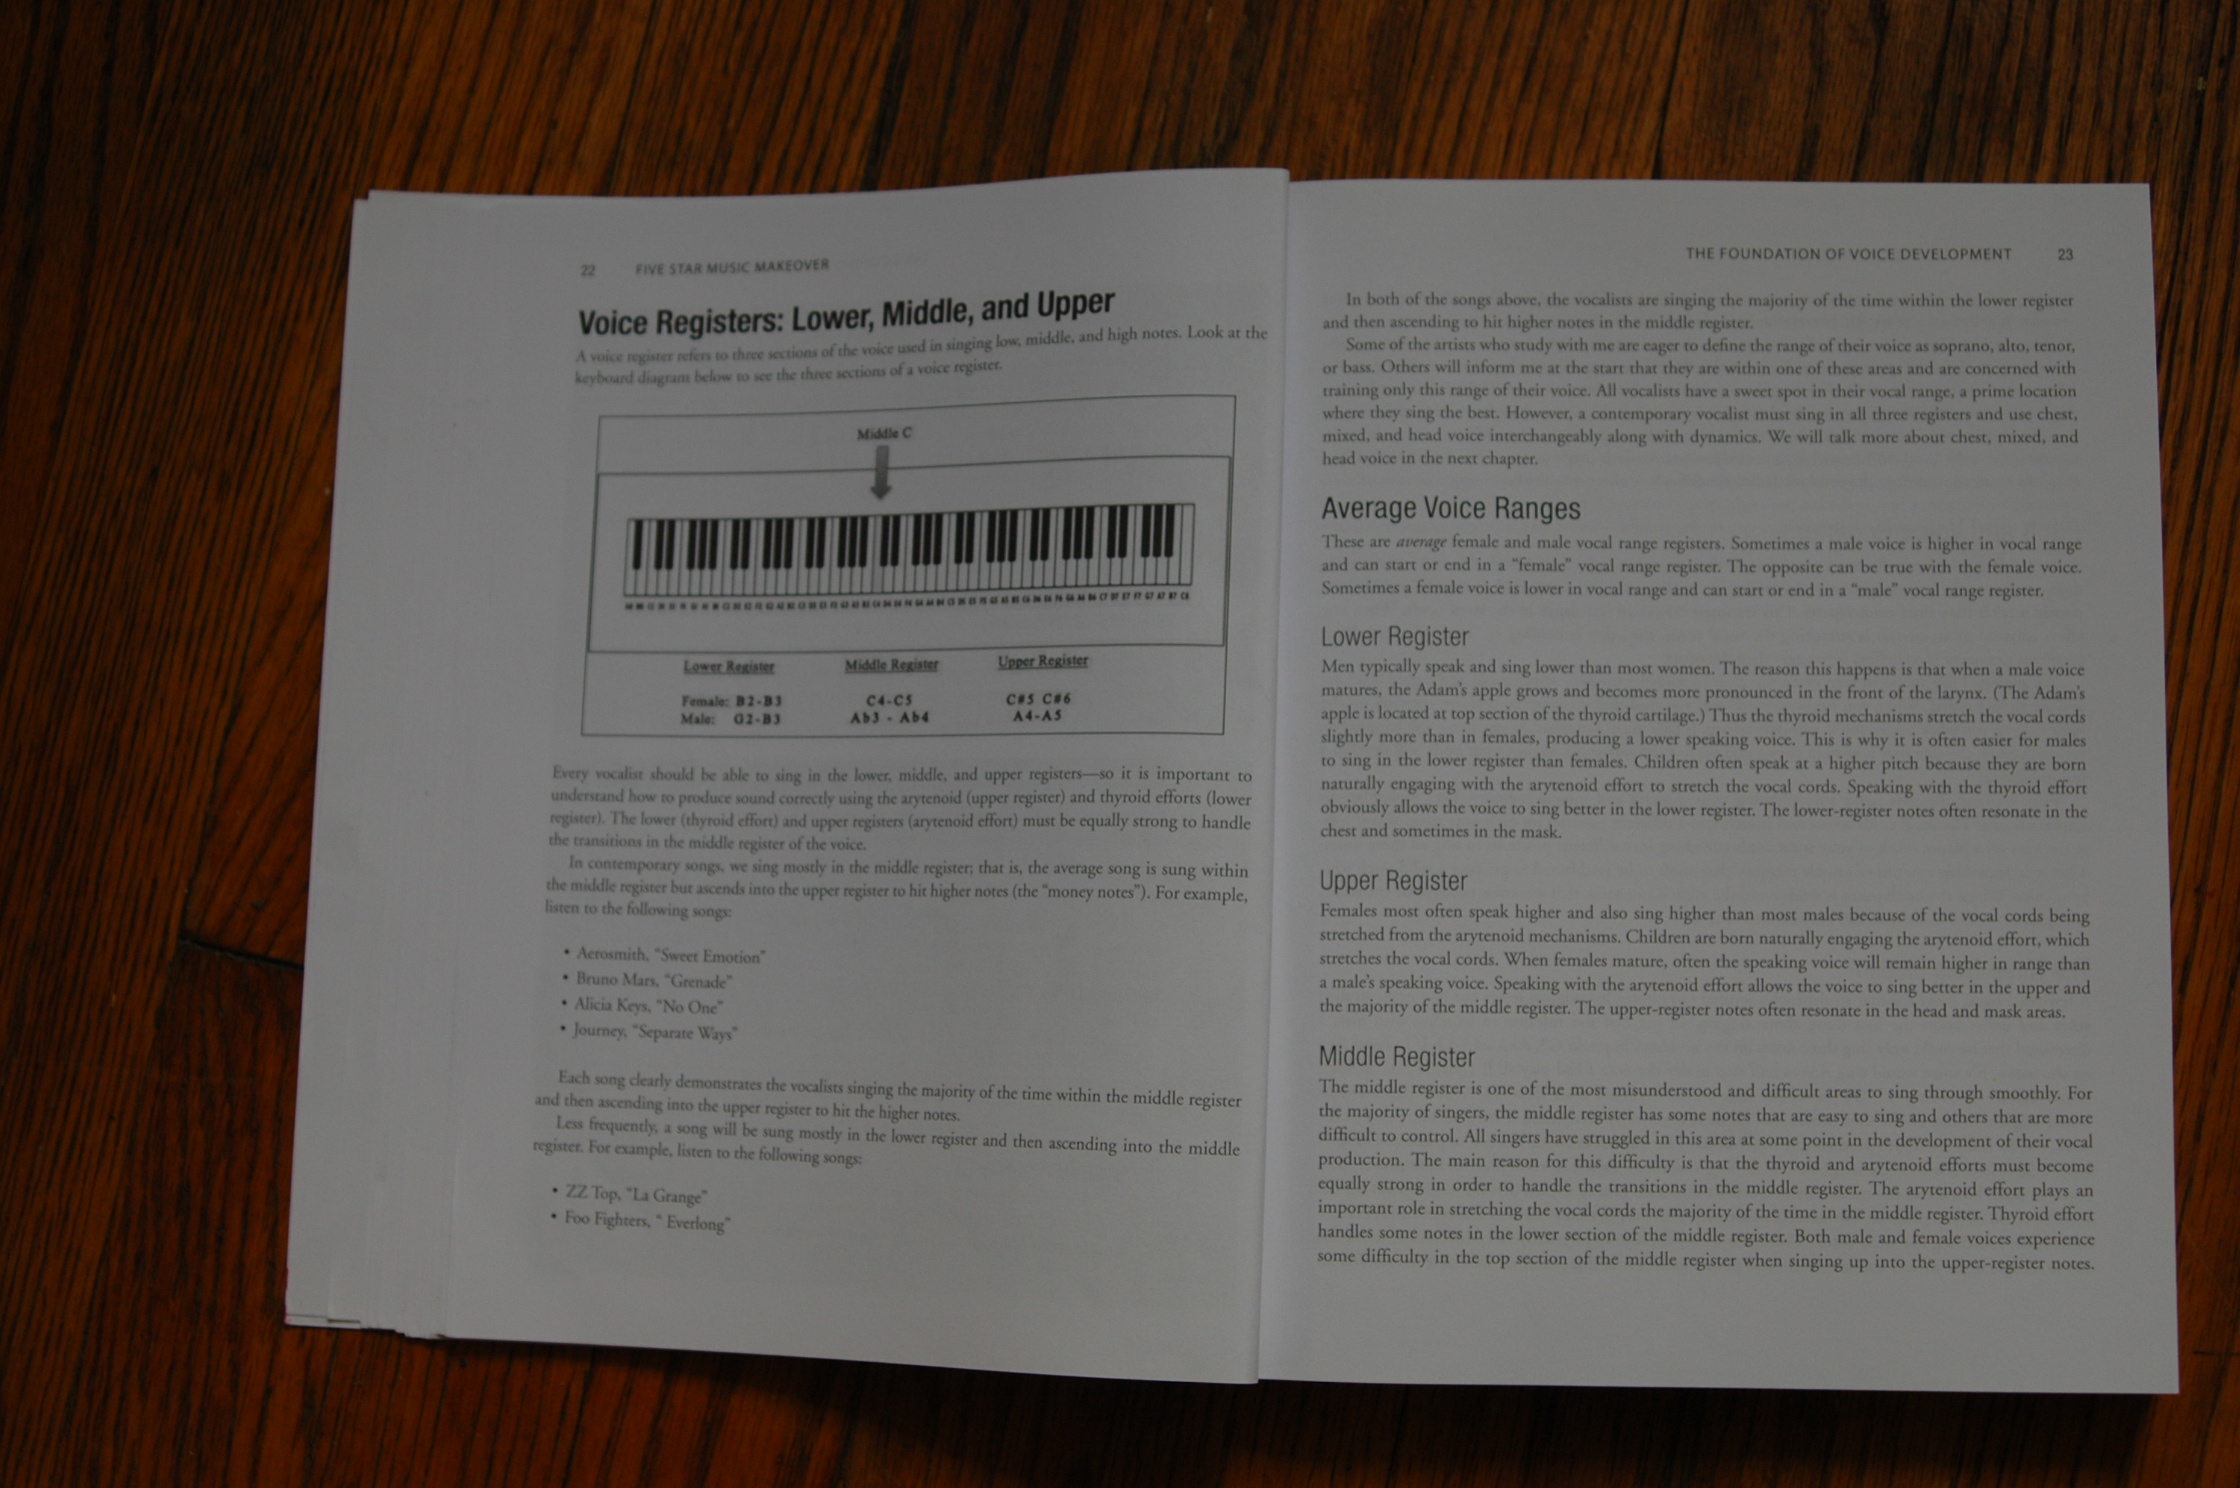 22 FIVE STAR MUSIC MAKEOVER
Voice Registers: Lower, Middle, and Upper
A voice register refers to three sections of the voice used in singing low, middle, and high notes. Look at the
keyboard diagram below to see the three sections of a voice register.
Middle C
Lower Register Middle Register Upper Register
Female: B2-B3 C4-C5 C#5 C#6
Male: G2-B3 Ab3 - Ab4 A4-A5
Every vocalist should be able to sing in the lower, middle, and upper registers—so it is important to
understand how to produce sound correctly using the arytenoid (upper register) and thyroid efforts (lower
register). The lower (thyroid effort) and upper registers (arytenoid effort) must be equally strong to handle
the transitions in the middle register of the voice.
In contemporary songs, we sing mostly in the middle register; that is, the average song is sung within
the middle register but ascends into the upper register to hit higher notes (the “money notes”). For example,
listen to the following songs:
• Aerosmith, “Sweet Emotion”
• Bruno Mars, “Grenade”
• Alicia Keys, “No One”
• Journey, “Separate Ways”
Each song clearly demonstrates the vocalists singing the majority of the time within the middle register
and then ascending into the upper register to hit the higher notes.
Less frequently, a song will be sung mostly in the lower register and then ascending into the middle
register. For example, listen to the following songs:
• ZZ Top, “La Grange”
• Foo Fighters, “ Everlong”
THE FOUNDATION OF VOICE DEVELOPMENT 23
In both of the songs above, the vocalists are singing the majority of the time within the lower register
and then ascending to hit higher notes in the middle register.
Some of the artists who study with me are eager to define the range of their voice as soprano, alto, tenor,
or bass. Others will inform me at the start that they are within one of these areas and are concerned with
training only this range of their voice. All vocalists have a sweet spot in their vocal range, a prime location
where they sing the best. However, a contemporary vocalist must sing in all three registers and use chest,
mixed, and head voice interchangeably along with dynamics. We will talk more about chest, mixed, and
head voice in the next chapter.
Average Voice Ranges
These are average female and male vocal range registers. Sometimes a male voice is higher in vocal range
and can start or end in a “female” vocal range register. The opposite can be true with the female voice.
Sometimes a female voice is lower in vocal range and can start or end in a “male” vocal range register.
Lower Register
Men typically speak and sing lower than most women. The reason this happens is that when a male voice
matures, the Adam’s apple grows and becomes more pronounced in the front of the larynx. (The Adam’s
apple is located at top section of the thyroid cartilage.) Thus the thyroid mechanisms stretch the vocal cords
slightly more than in females, producing a lower speaking voice. This is why it is often easier for males
to sing in the lower register than females. Children often speak at a higher pitch because they are born
naturally engaging with the arytenoid effort to stretch the vocal cords. Speaking with the thyroid effort
obviously allows the voice to sing better in the lower register. The lower-register notes often resonate in the
chest and sometimes in the mask.
Upper Register
Females most often speak higher and also sing higher than most males because of the vocal cords being
stretched from the arytenoid mechanisms. Children are born naturally engaging the arytenoid effort, which
stretches the vocal cords. When females mature, often the speaking voice will remain higher in range than
a male’s speaking voice. Speaking with the arytenoid effort allows the voice to sing better in the upper and
the majority of the middle register. The upper-register notes often resonate in the head and mask areas.
Middle Register
The middle register is one of the most misunderstood and difficult areas to sing through smoothly. For
the majority of singers, the middle register has some notes that are easy to sing and others that are more
difficult to control. All singers have struggled in this area at some point in the development of their vocal
production. The main reason for this difficulty is that the thyroid and arytenoid efforts must become
equally strong in order to handle the transitions in the middle register. The arytenoid effort plays an
important role in stretching the vocal cords the majority of the time in the middle register. Thyroid effort
handles some notes in the lower section of the middle register. Both male and female voices experience
some difficulty in the top section of the middle register when singing up into the upper-register notes.